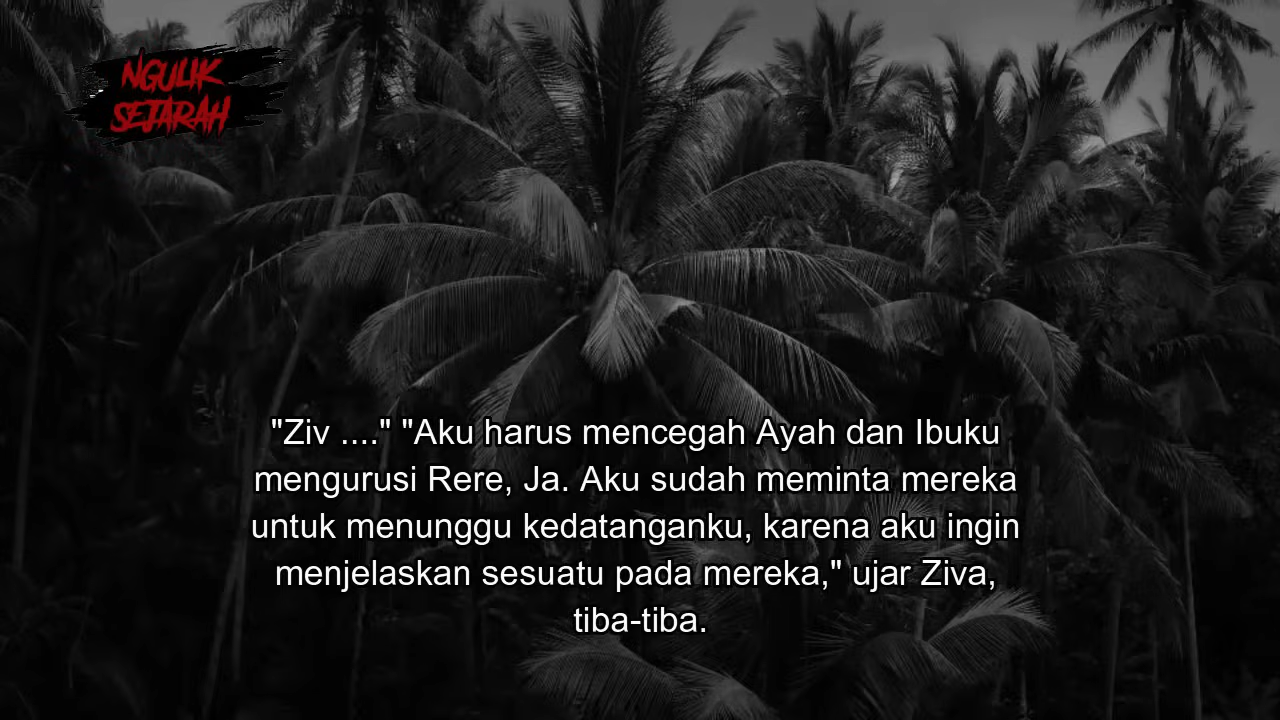 NGULIK
SEJARAH
"Ziv ...." "Aku harus mencegah Ayah dan Ibuku
mengurusi Rere, Ja. Aku sudah meminta mereka
untuk menunggu kedatanganku, karena aku ingin
menjelaskan sesuatu pada mereka," ujar Ziva,
tiba-tiba.